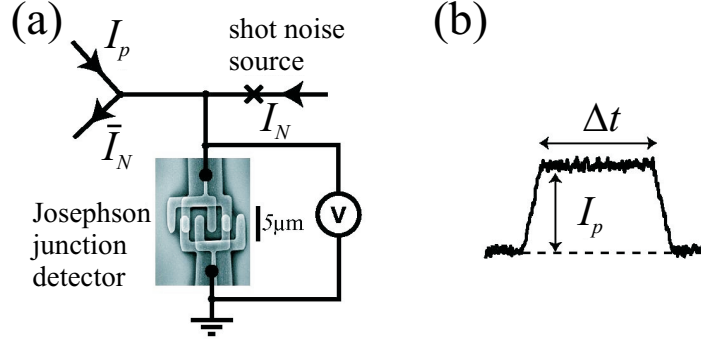 (a)
I_p
shot noise
source
Ī_N
I_N
Josephson
junction
detector
5μm
V
(b)
Δt
I_p